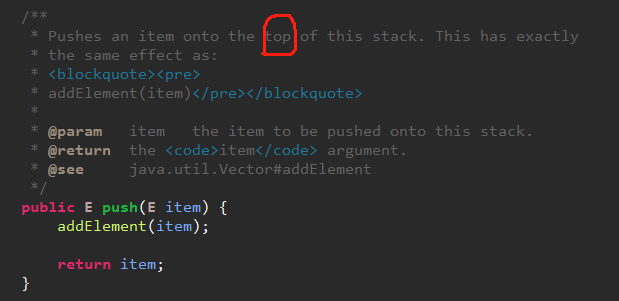 /**
* Pushes an item onto the top of this stack. This has exactly
* the same effect as:
* <blockquote><pre>
* addElement(item)</pre></blockquote>
*
* @param   item   the item to be pushed onto this stack.
* @return  the <code>item</code> argument.
* @see     java.util.Vector#addElement
*/
public E push(E item) {
    addElement(item);
    return item;
}